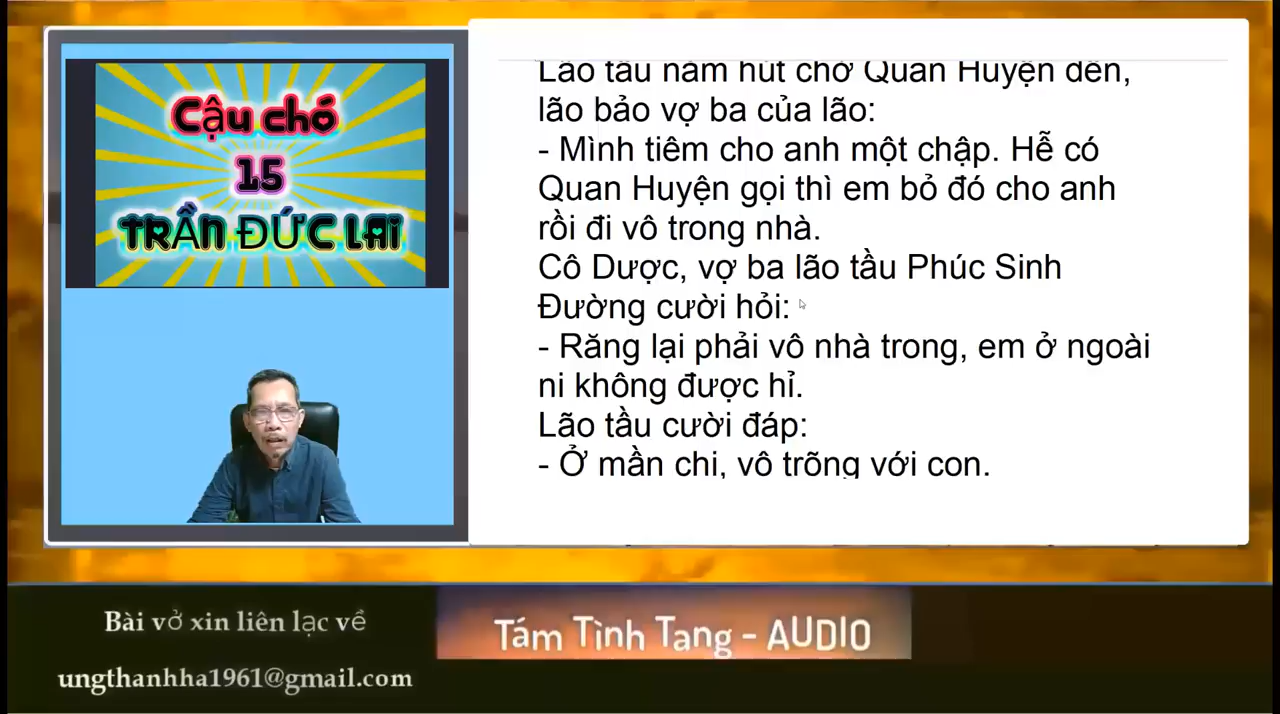 Cậu chó
15
TRẦN ĐỨC LAI
Lão tầu nằm hút chờ Quan Huyện đến,
lão bảo vợ ba của lão:
- Mình tiêm cho anh một chập. Hễ có
Quan Huyện gọi thì em bỏ đó cho anh
rồi đi vô trong nhà.
Cô Dược, vợ ba lão tầu Phúc Sinh
Đường cười hỏi:
- Răng lại phải vô nhà trong, em ở ngoài
ni không được hỉ.
Lão tầu cười đáp:
- Ở mần chi, vô trõng với con.
Bài vở xin liên lạc về
ungthanhha1961@gmail.com
Tám Tình Tang - AUDIO